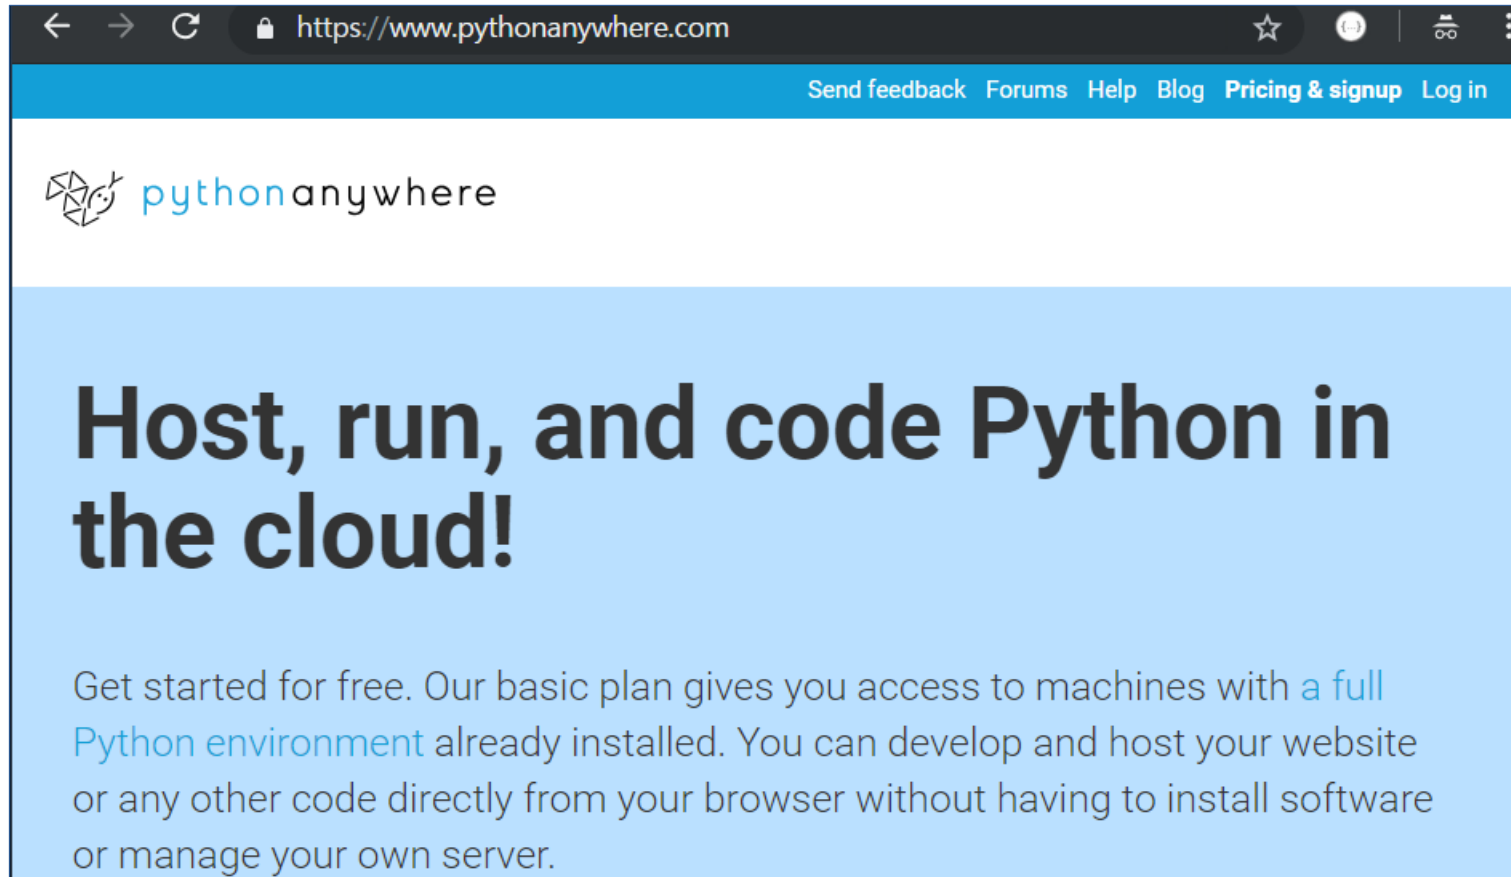 https://www.pythonanywhere.com
Send feedback Forums Help Blog Pricing & signup Log in
pythonanywhere
Host, run, and code Python in
the cloud!
Get started for free. Our basic plan gives you access to machines with a full
Python environment already installed. You can develop and host your website
or any other code directly from your browser without having to install software
or manage your own server.